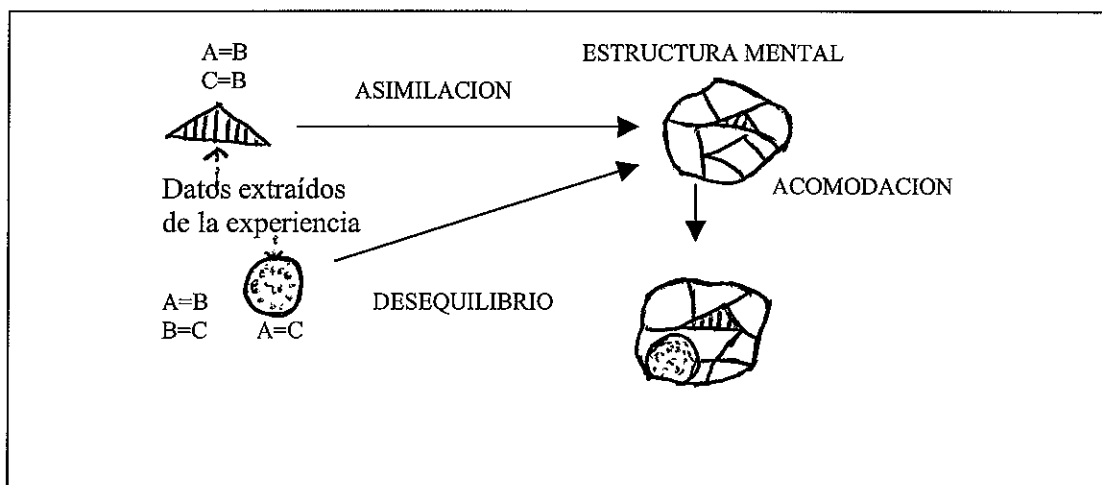 A=B
C=B
ESTRUCTURA MENTAL
ASIMILACION
Datos extraídos
de la experiencia
ACOMODACION
A=B
B=C
A=C
DESEQUILIBRIO